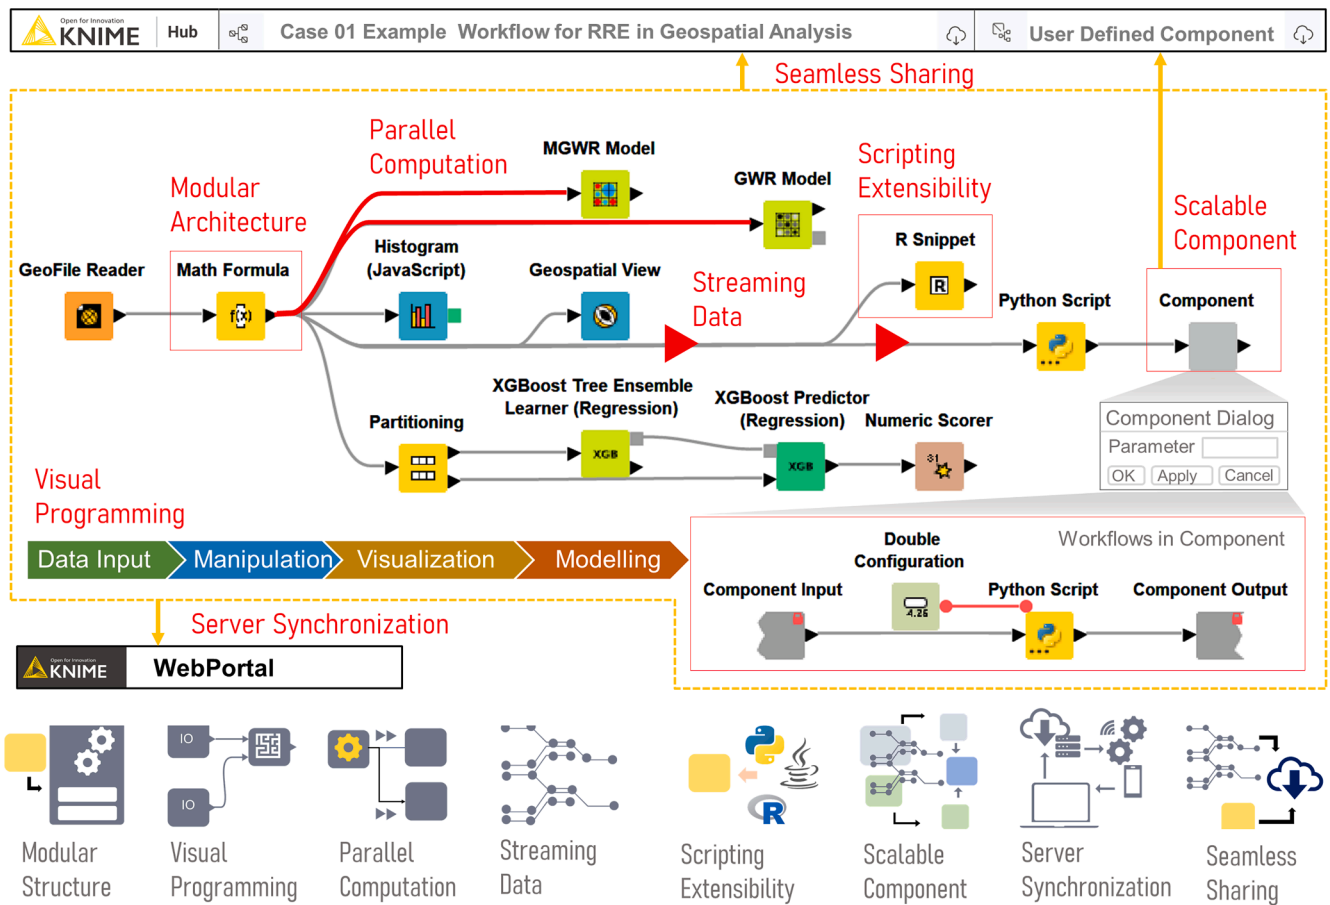 Open for Innovation
KNIME
Hub
Case 01 Example Workflow for RRE in Geospatial Analysis
User Defined Component
Seamless Sharing
Parallel
Computation
MGWR Model
GWR Model
Scripting
Extensibility
Modular
Architecture
Scalable
Component
GeoFile Reader
Math Formula
f(x)
Histogram
(JavaScript)
Geospatial View
Streaming
Data
R Snippet
R
Python Script
Component
XGBoost Tree Ensemble
Learner (Regression)
XGB
XGBoost Predictor
(Regression)
XGB
Numeric Scorer
Partitioning
Component Dialog
Parameter
OK
Apply
Cancel
Visual
Programming
Data Input
Manipulation
Visualization
Modelling
Workflows in Component
Double
Configuration
Component Input
Python Script
Component Output
Server Synchronization
Open for Innovation
KNIME
WebPortal
IO
IO
R
Modular
Structure
Visual
Programming
Parallel
Computation
Streaming
Data
Scripting
Extensibility
Scalable
Component
Server
Synchronization
Seamless
Sharing